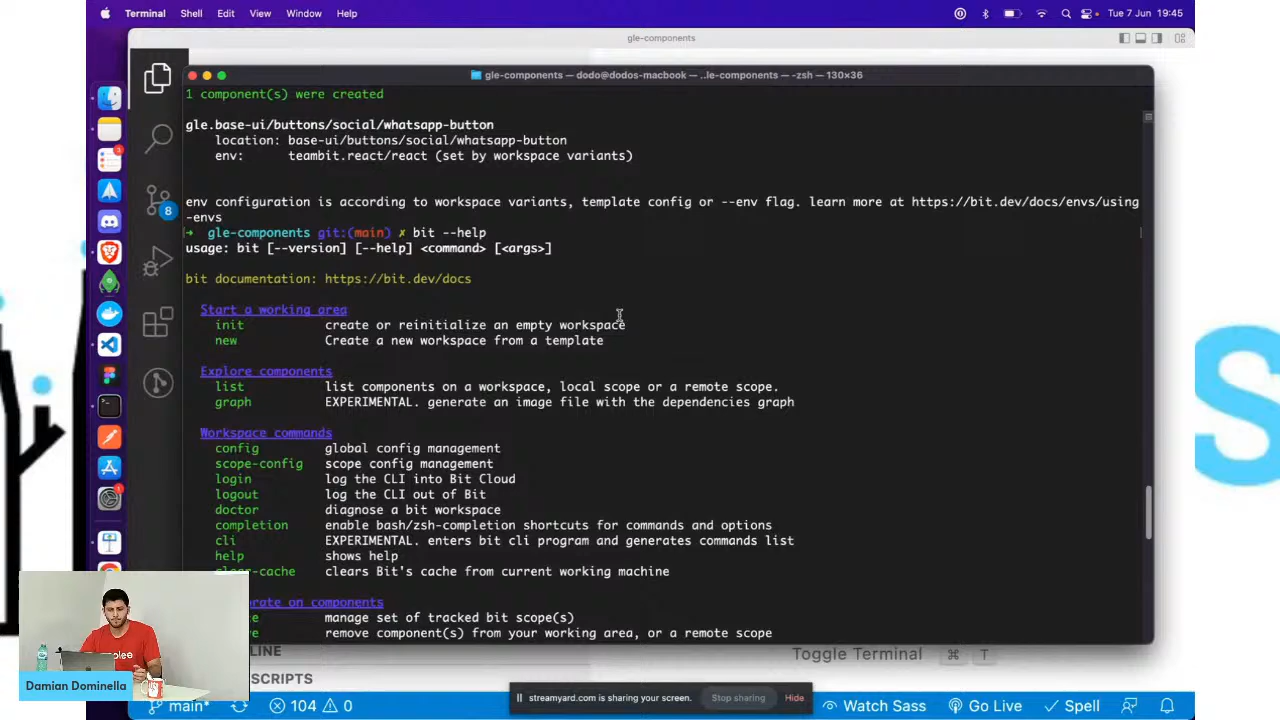 Terminal Shell Edit View Window Help
Tue 7 Jun 19:45
gle-components
gle-components — dodo@dodos-macbook — ..le-components — -zsh — 130×36
1 component(s) were created
gle.base-ui/buttons/social/whatsapp-button
location: base-ui/buttons/social/whatsapp-button
env: teambit.react/react (set by workspace variants)
env configuration is according to workspace variants, template config or --env flag. learn more at https://bit.dev/docs/envs/using
-envs
➜ gle-components git:(main) ✗ bit --help
usage: bit [--version] [--help] <command> [<args>]
bit documentation: https://bit.dev/docs
Start a working area
init create or reinitialize an empty workspace
new Create a new workspace from a template
Explore components
list list components on a workspace, local scope or a remote scope.
graph EXPERIMENTAL. generate an image file with the dependencies graph
Workspace commands
config global config management
scope-config scope config management
login log the CLI into Bit Cloud
logout log the CLI out of Bit
doctor diagnose a bit workspace
completion enable bash/zsh-completion shortcuts for commands and options
cli EXPERIMENTAL. enters bit cli program and generates commands list
help shows help
clear-cache clears Bit's cache from current working machine
orate on components
manage set of tracked bit scope(s)
remove component(s) from your working area, or a remote scope
8
3
1
LINE
Toggle Terminal ⌘ T
SCRIPTS
Damian Dominella
streamyard.com is sharing your screen. Stop sharing Hide
main* 104 0 Watch Sass Go Live Spell
S